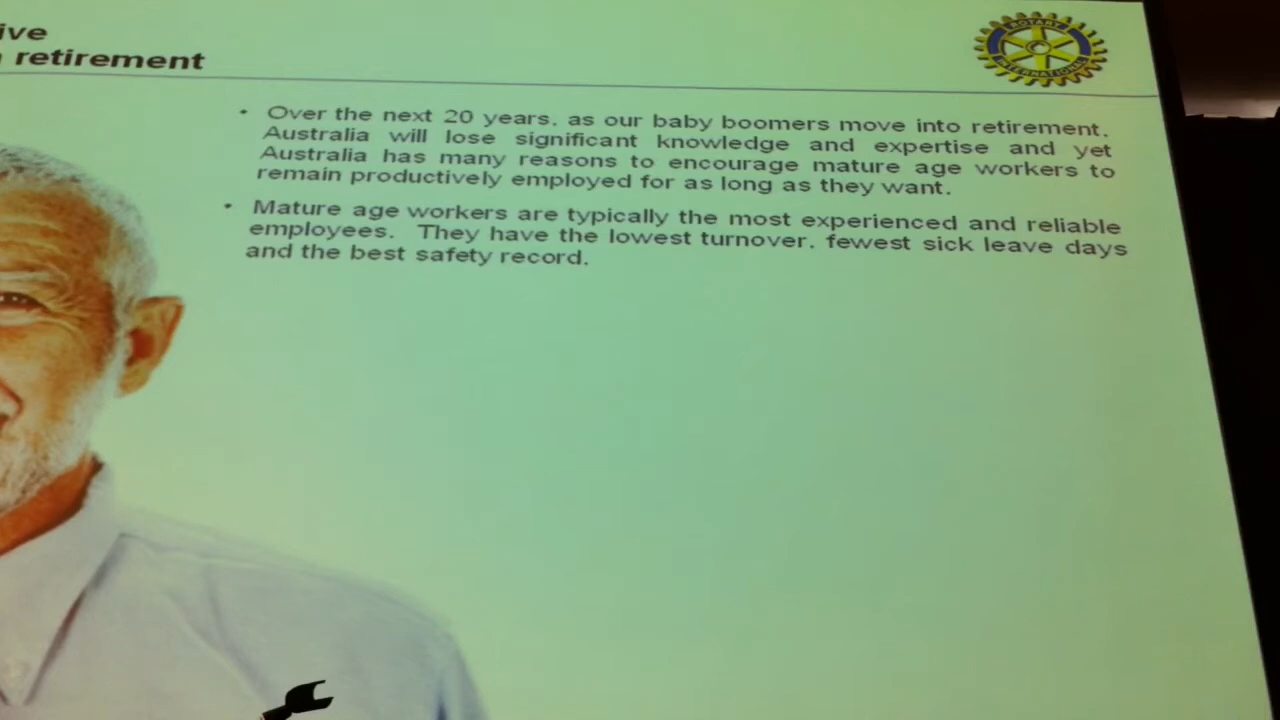 ive
retirement
ROTARY
INTERNATIONAL
• Over the next 20 years, as our baby boomers move into retirement,
Australia will lose significant knowledge and expertise and yet
Australia has many reasons to encourage mature age workers to
remain productively employed for as long as they want.
• Mature age workers are typically the most experienced and reliable
employees. They have the lowest turnover, fewest sick leave days
and the best safety record.